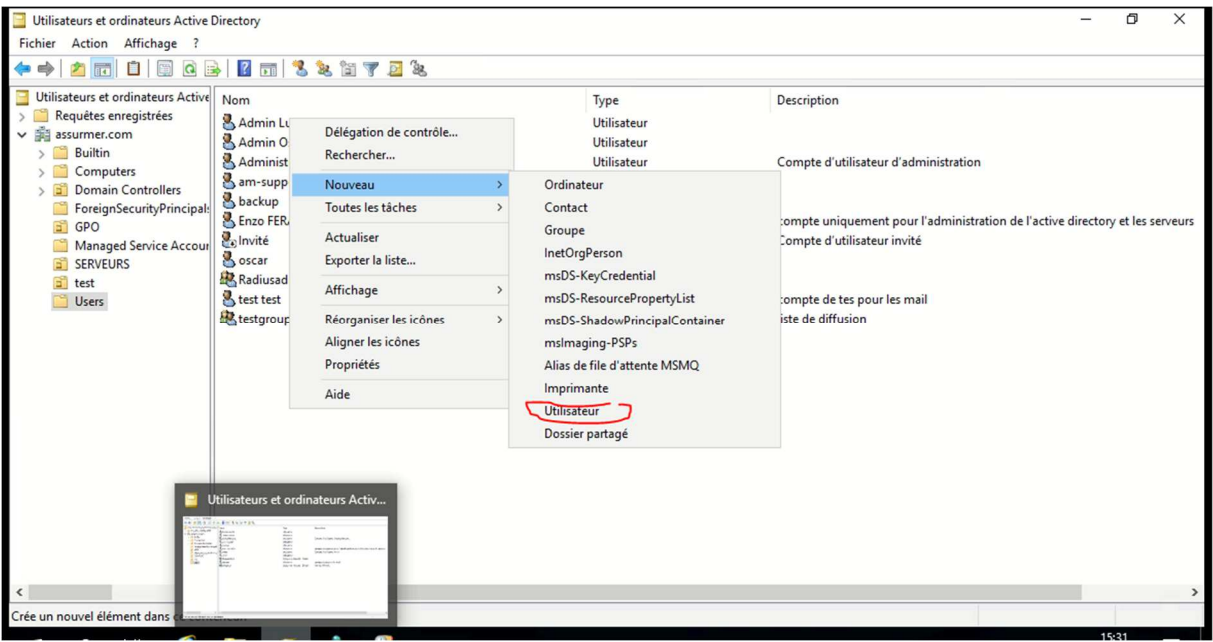 Utilisateurs et ordinateurs Active Directory
Fichier Action Affichage ?
Utilisateurs et ordinateurs Active
Requêtes enregistrées
assurmer.com
Builtin
Computers
Domain Controllers
ForeignSecurityPrincipals
GPO
Managed Service Accour
SERVEURS
test
Users
Nom Type Description
Admin Lu Utilisateur
Admin O Utilisateur
Administ Utilisateur Compte d'utilisateur d'administration
am-supp
backup
Enzo FERA compte uniquement pour l'administration de l'active directory et les serveurs
Invité Compte d'utilisateur invité
oscar
Radiusad
test test compte de tes pour les mail
testgroup liste de diffusion
Délégation de contrôle...
Rechercher...
Nouveau
Toutes les tâches
Actualiser
Exporter la liste...
Affichage
Réorganiser les icônes
Aligner les icônes
Propriétés
Aide
Ordinateur
Contact
Groupe
InetOrgPerson
msDS-KeyCredential
msDS-ResourcePropertyList
msDS-ShadowPrincipalContainer
msImaging-PSPs
Alias de file d'attente MSMQ
Imprimante
Utilisateur
Dossier partagé
Utilisateurs et ordinateurs Activ...
Crée un nouvel élément dans
15:31